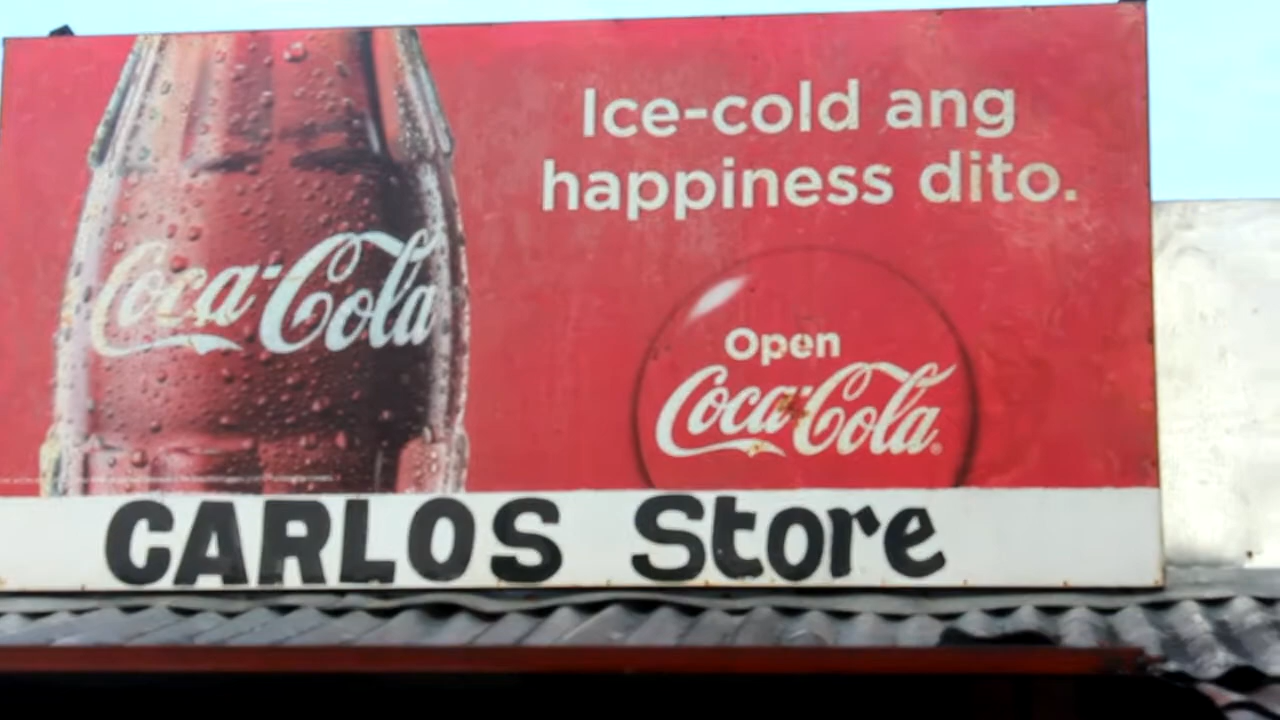 Ice-cold ang
happiness dito.
Coca-Cola
Open
Coca-Cola®
CARLOS Store